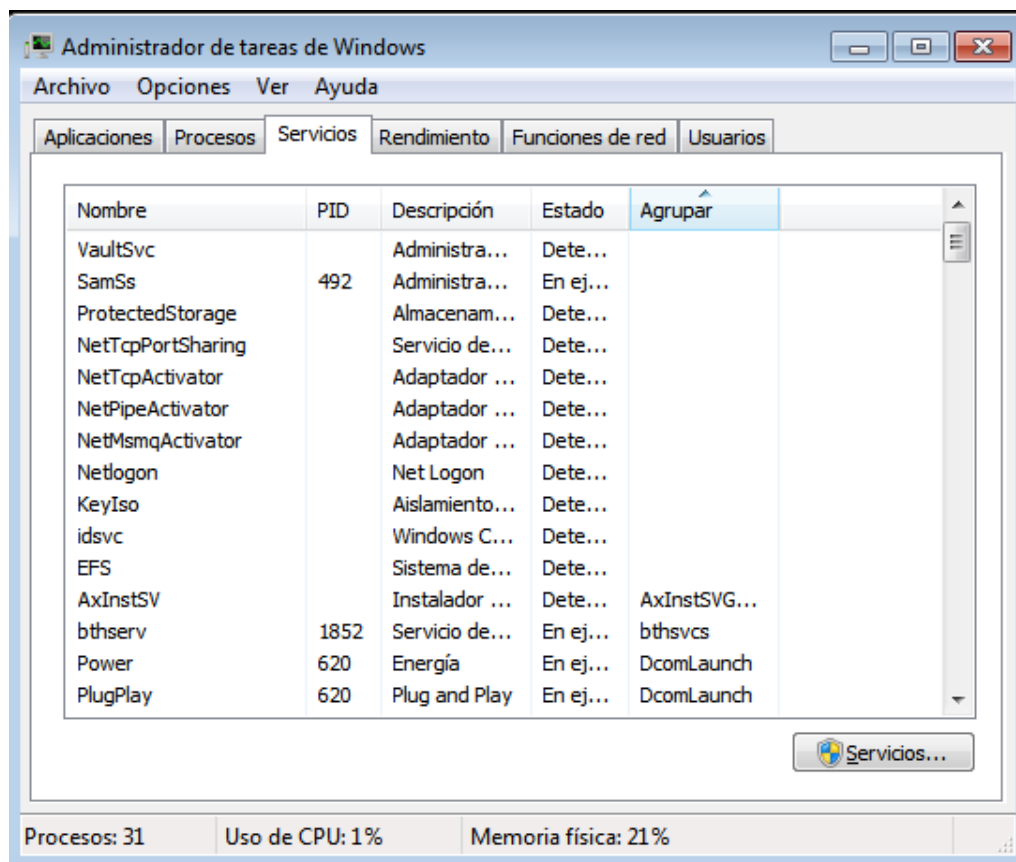 Administrador de tareas de Windows
Archivo Opciones Ver Ayuda
Aplicaciones Procesos Servicios Rendimiento Funciones de red Usuarios
Nombre PID Descripción Estado Agrupar
VaultSvc Administra... Dete...
SamSs 492 Administra... En ej...
ProtectedStorage Almacenam... Dete...
NetTcpPortSharing Servicio de... Dete...
NetTcpActivator Adaptador ... Dete...
NetPipeActivator Adaptador ... Dete...
NetMsmqActivator Adaptador ... Dete...
Netlogon Net Logon Dete...
KeyIso Aislamiento... Dete...
idsvc Windows C... Dete...
EFS Sistema de... Dete...
AxInstSV Instalador ... Dete... AxInstSVG...
bthserv 1852 Servicio de... En ej... bthsvcs
Power 620 Energía En ej... DcomLaunch
PlugPlay 620 Plug and Play En ej... DcomLaunch
Servicios...
Procesos: 31 Uso de CPU: 1% Memoria física: 21%